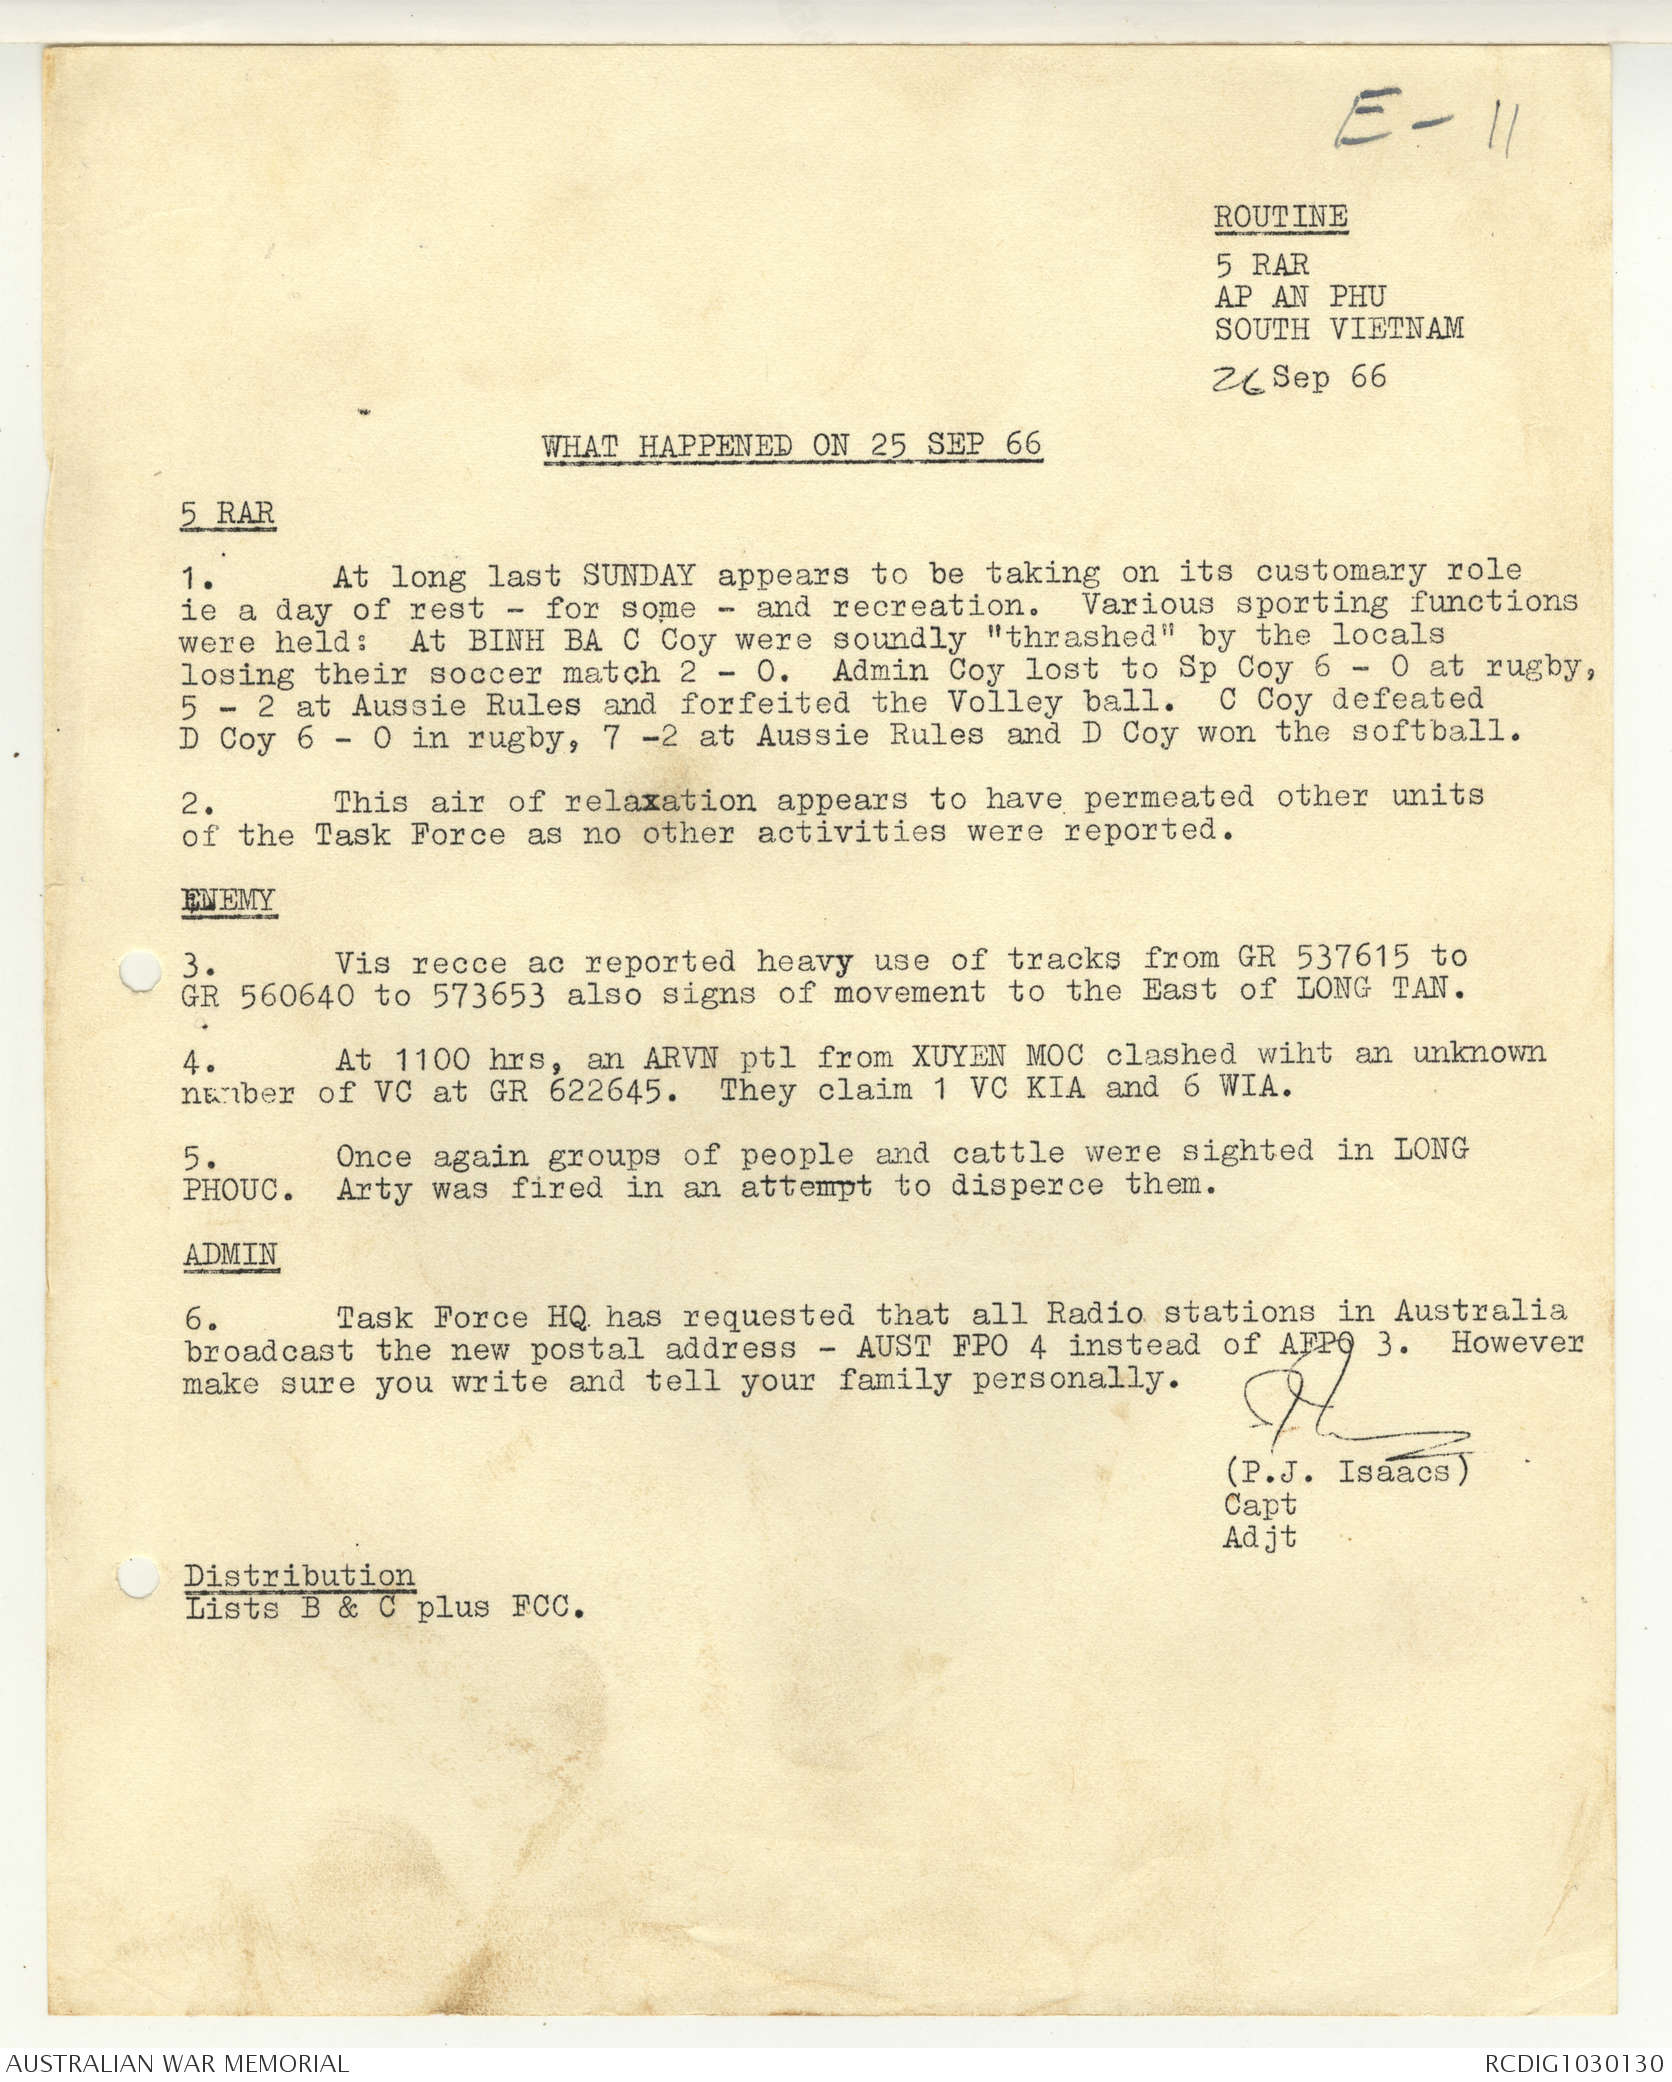 E - 11
ROUTINE
5 RAR
AP AN PHU
SOUTH VIETNAM
26 Sep 66
WHAT HAPPENED ON 25 SEP 66
5 RAR
1. At long last SUNDAY appears to be taking on its customary role
ie a day of rest - for some - and recreation. Various sporting functions
were held: At BINH BA C Coy were soundly "thrashed" by the locals
losing their soccer match 2 - 0. Admin Coy lost to Sp Coy 6 - 0 at rugby,
5 - 2 at Aussie Rules and forfeited the Volley ball. C Coy defeated
D Coy 6 - 0 in rugby, 7 -2 at Aussie Rules and D Coy won the softball.
2. This air of relaxation appears to have permeated other units
of the Task Force as no other activities were reported.
ENEMY
3. Vis recce ac reported heavy use of tracks from GR 537615 to
GR 560640 to 573653 also signs of movement to the East of LONG TAN.
4. At 1100 hrs, an ARVN ptl from XUYEN MOC clashed wiht an unknown
number of VC at GR 622645. They claim 1 VC KIA and 6 WIA.
5. Once again groups of people and cattle were sighted in LONG
PHOUC. Arty was fired in an attempt to disperce them.
ADMIN
6. Task Force HQ has requested that all Radio stations in Australia
broadcast the new postal address - AUST FPO 4 instead of AFPO 3. However
make sure you write and tell your family personally.
(P.J. Isaacs)
Capt
Adjt
Distribution
Lists B & C plus FCC.
AUSTRALIAN WAR MEMORIAL
RCDIG1030130